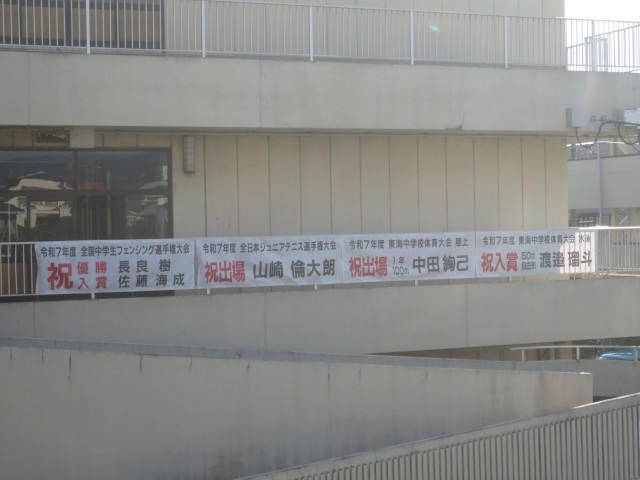 令和7年度 全国中学生フェンシング選手権大会
祝 優勝 長良 樹
入賞 佐藤 海成
令和7年度 全日本ジュニアテニス選手権大会
祝出場 山崎 倫大朗
令和7年度 東海中学校体育大会 陸上
祝出場 1年 100m 中田 絢己
令和7年度 東海中学校体育大会 水泳
祝入賞 50m 自由形 渡邉 瑠斗